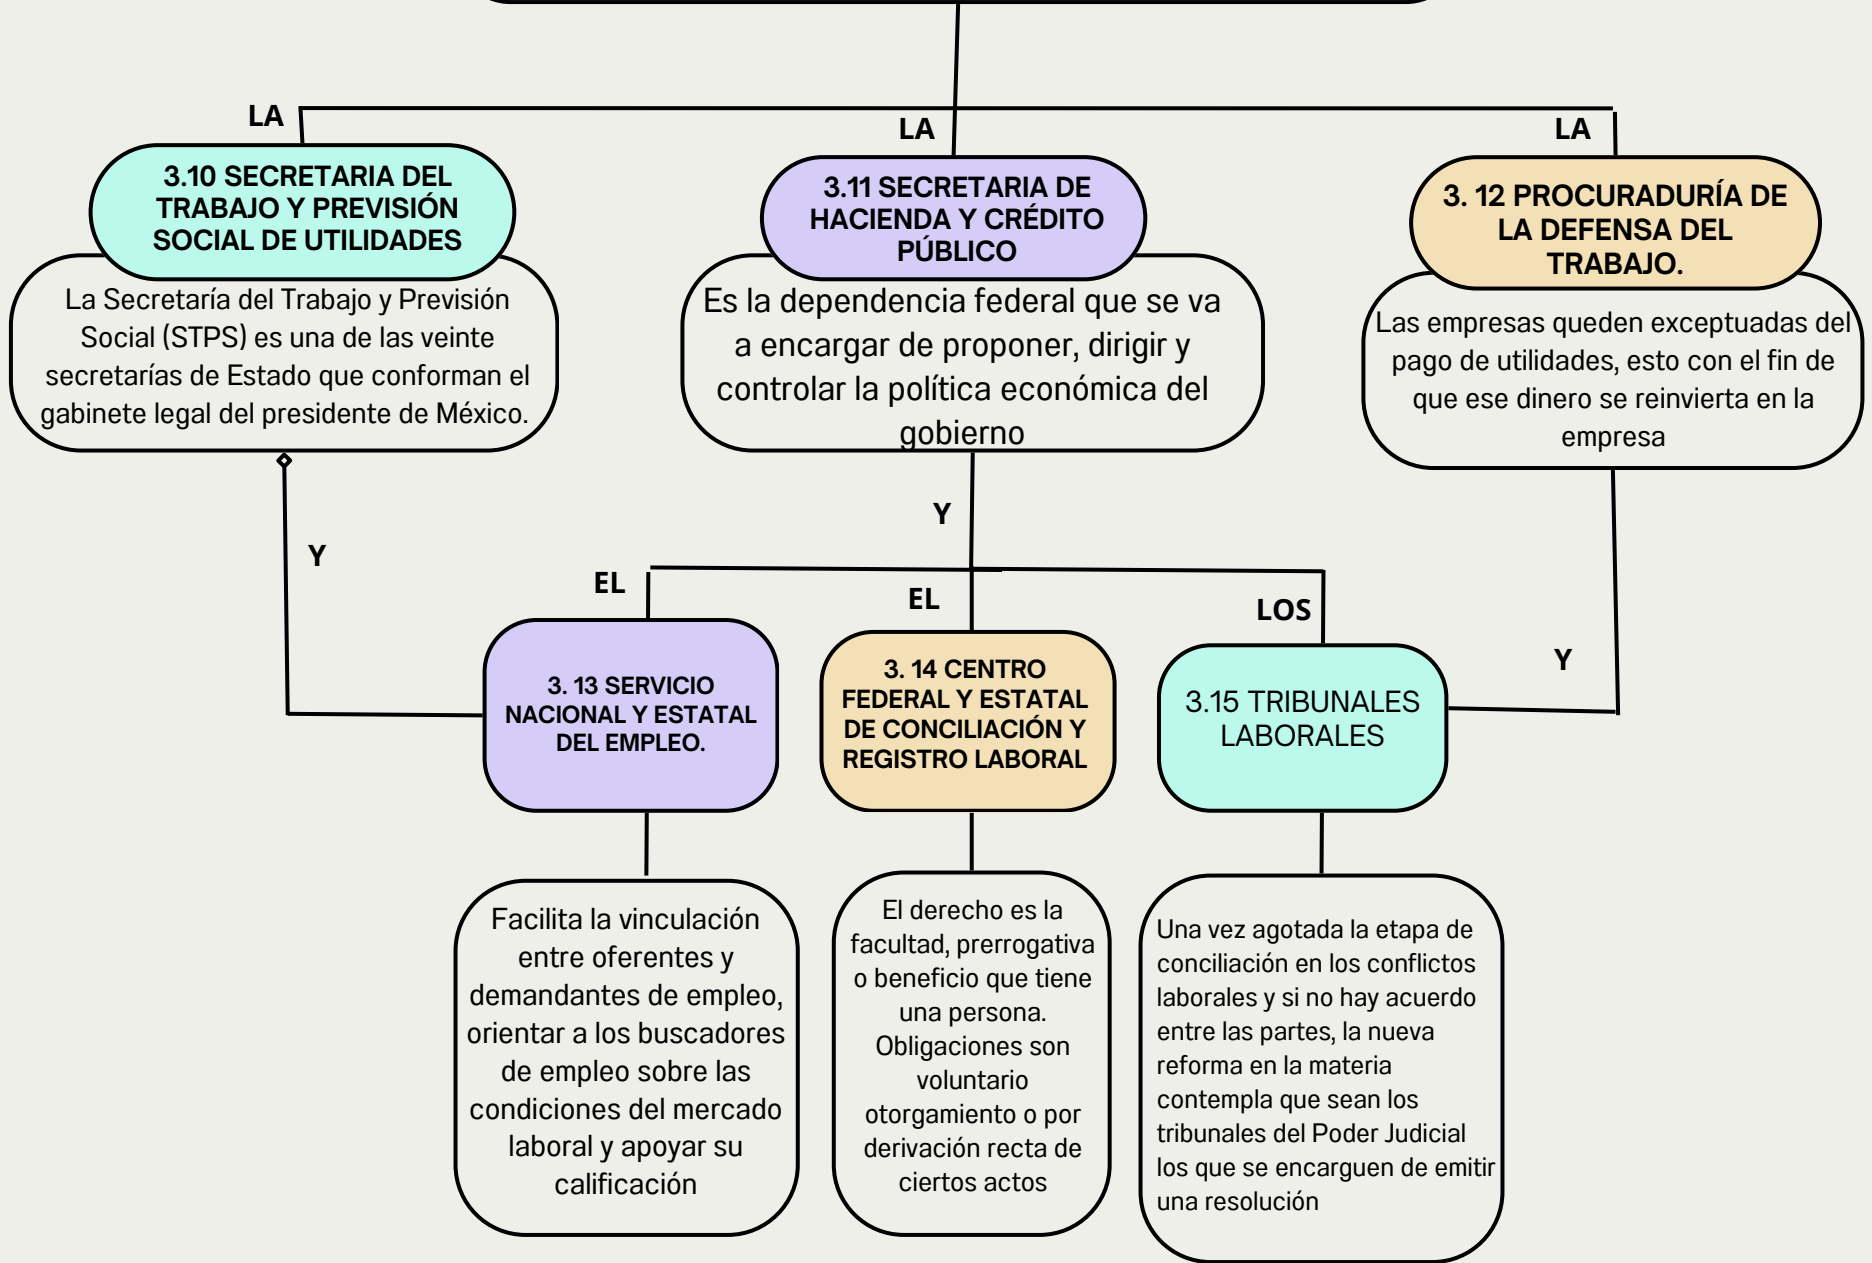 LA
3.10 SECRETARIA DEL
TRABAJO Y PREVISIÓN
SOCIAL DE UTILIDADES
La Secretaría del Trabajo y Previsión
Social (STPS) es una de las veinte
secretarías de Estado que conforman el
gabinete legal del presidente de México.
LA
3.11 SECRETARIA DE
HACIENDA Y CRÉDITO
PÚBLICO
Es la dependencia federal que se va
a encargar de proponer, dirigir y
controlar la política económica del
gobierno
LA
3. 12 PROCURADURÍA DE
LA DEFENSA DEL
TRABAJO.
Las empresas queden exceptuadas del
pago de utilidades, esto con el fin de
que ese dinero se reinvierta en la
empresa
Y
Y
Y
EL
3. 13 SERVICIO
NACIONAL Y ESTATAL
DEL EMPLEO.
Facilita la vinculación
entre oferentes y
demandantes de empleo,
orientar a los buscadores
de empleo sobre las
condiciones del mercado
laboral y apoyar su
calificación
EL
3. 14 CENTRO
FEDERAL Y ESTATAL
DE CONCILIACIÓN Y
REGISTRO LABORAL
El derecho es la
facultad, prerrogativa
o beneficio que tiene
una persona.
Obligaciones son
voluntario
otorgamiento o por
derivación recta de
ciertos actos
LOS
3.15 TRIBUNALES
LABORALES
Una vez agotada la etapa de
conciliación en los conflictos
laborales y si no hay acuerdo
entre las partes, la nueva
reforma en la materia
contempla que sean los
tribunales del Poder Judicial
los que se encarguen de emitir
una resolución